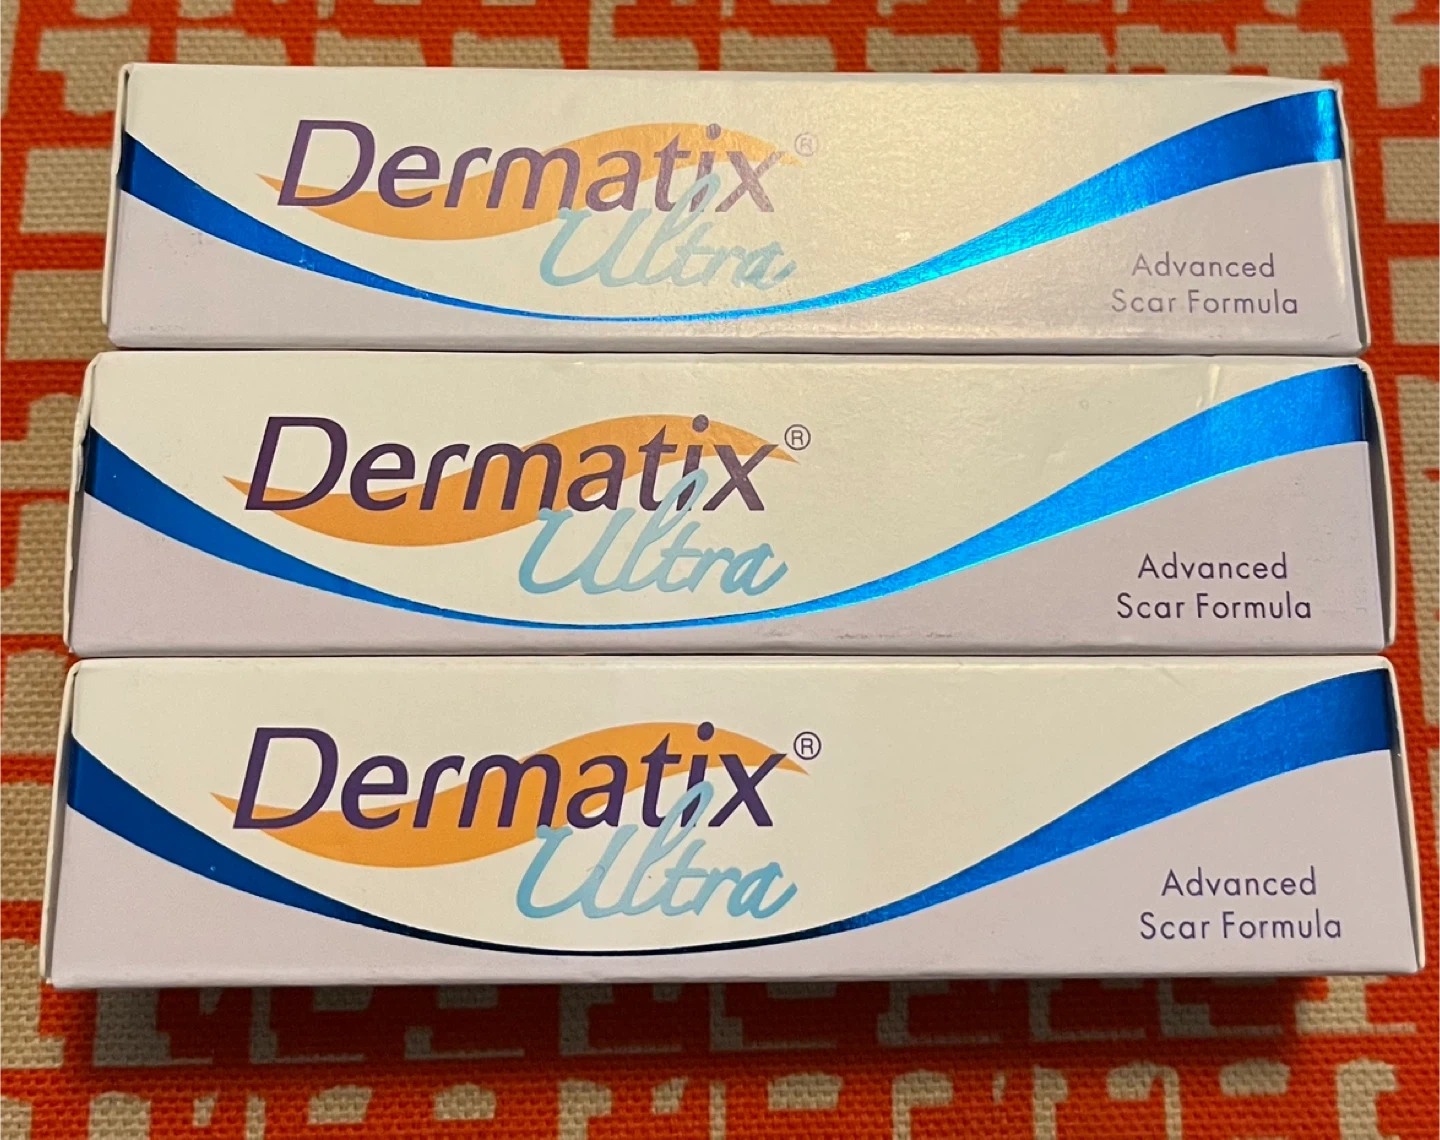 Dermatix®
Ultra
Advanced
Scar Formula
Dermatix®
Ultra
Advanced
Scar Formula
Dermatix®
Ultra
Advanced
Scar Formula